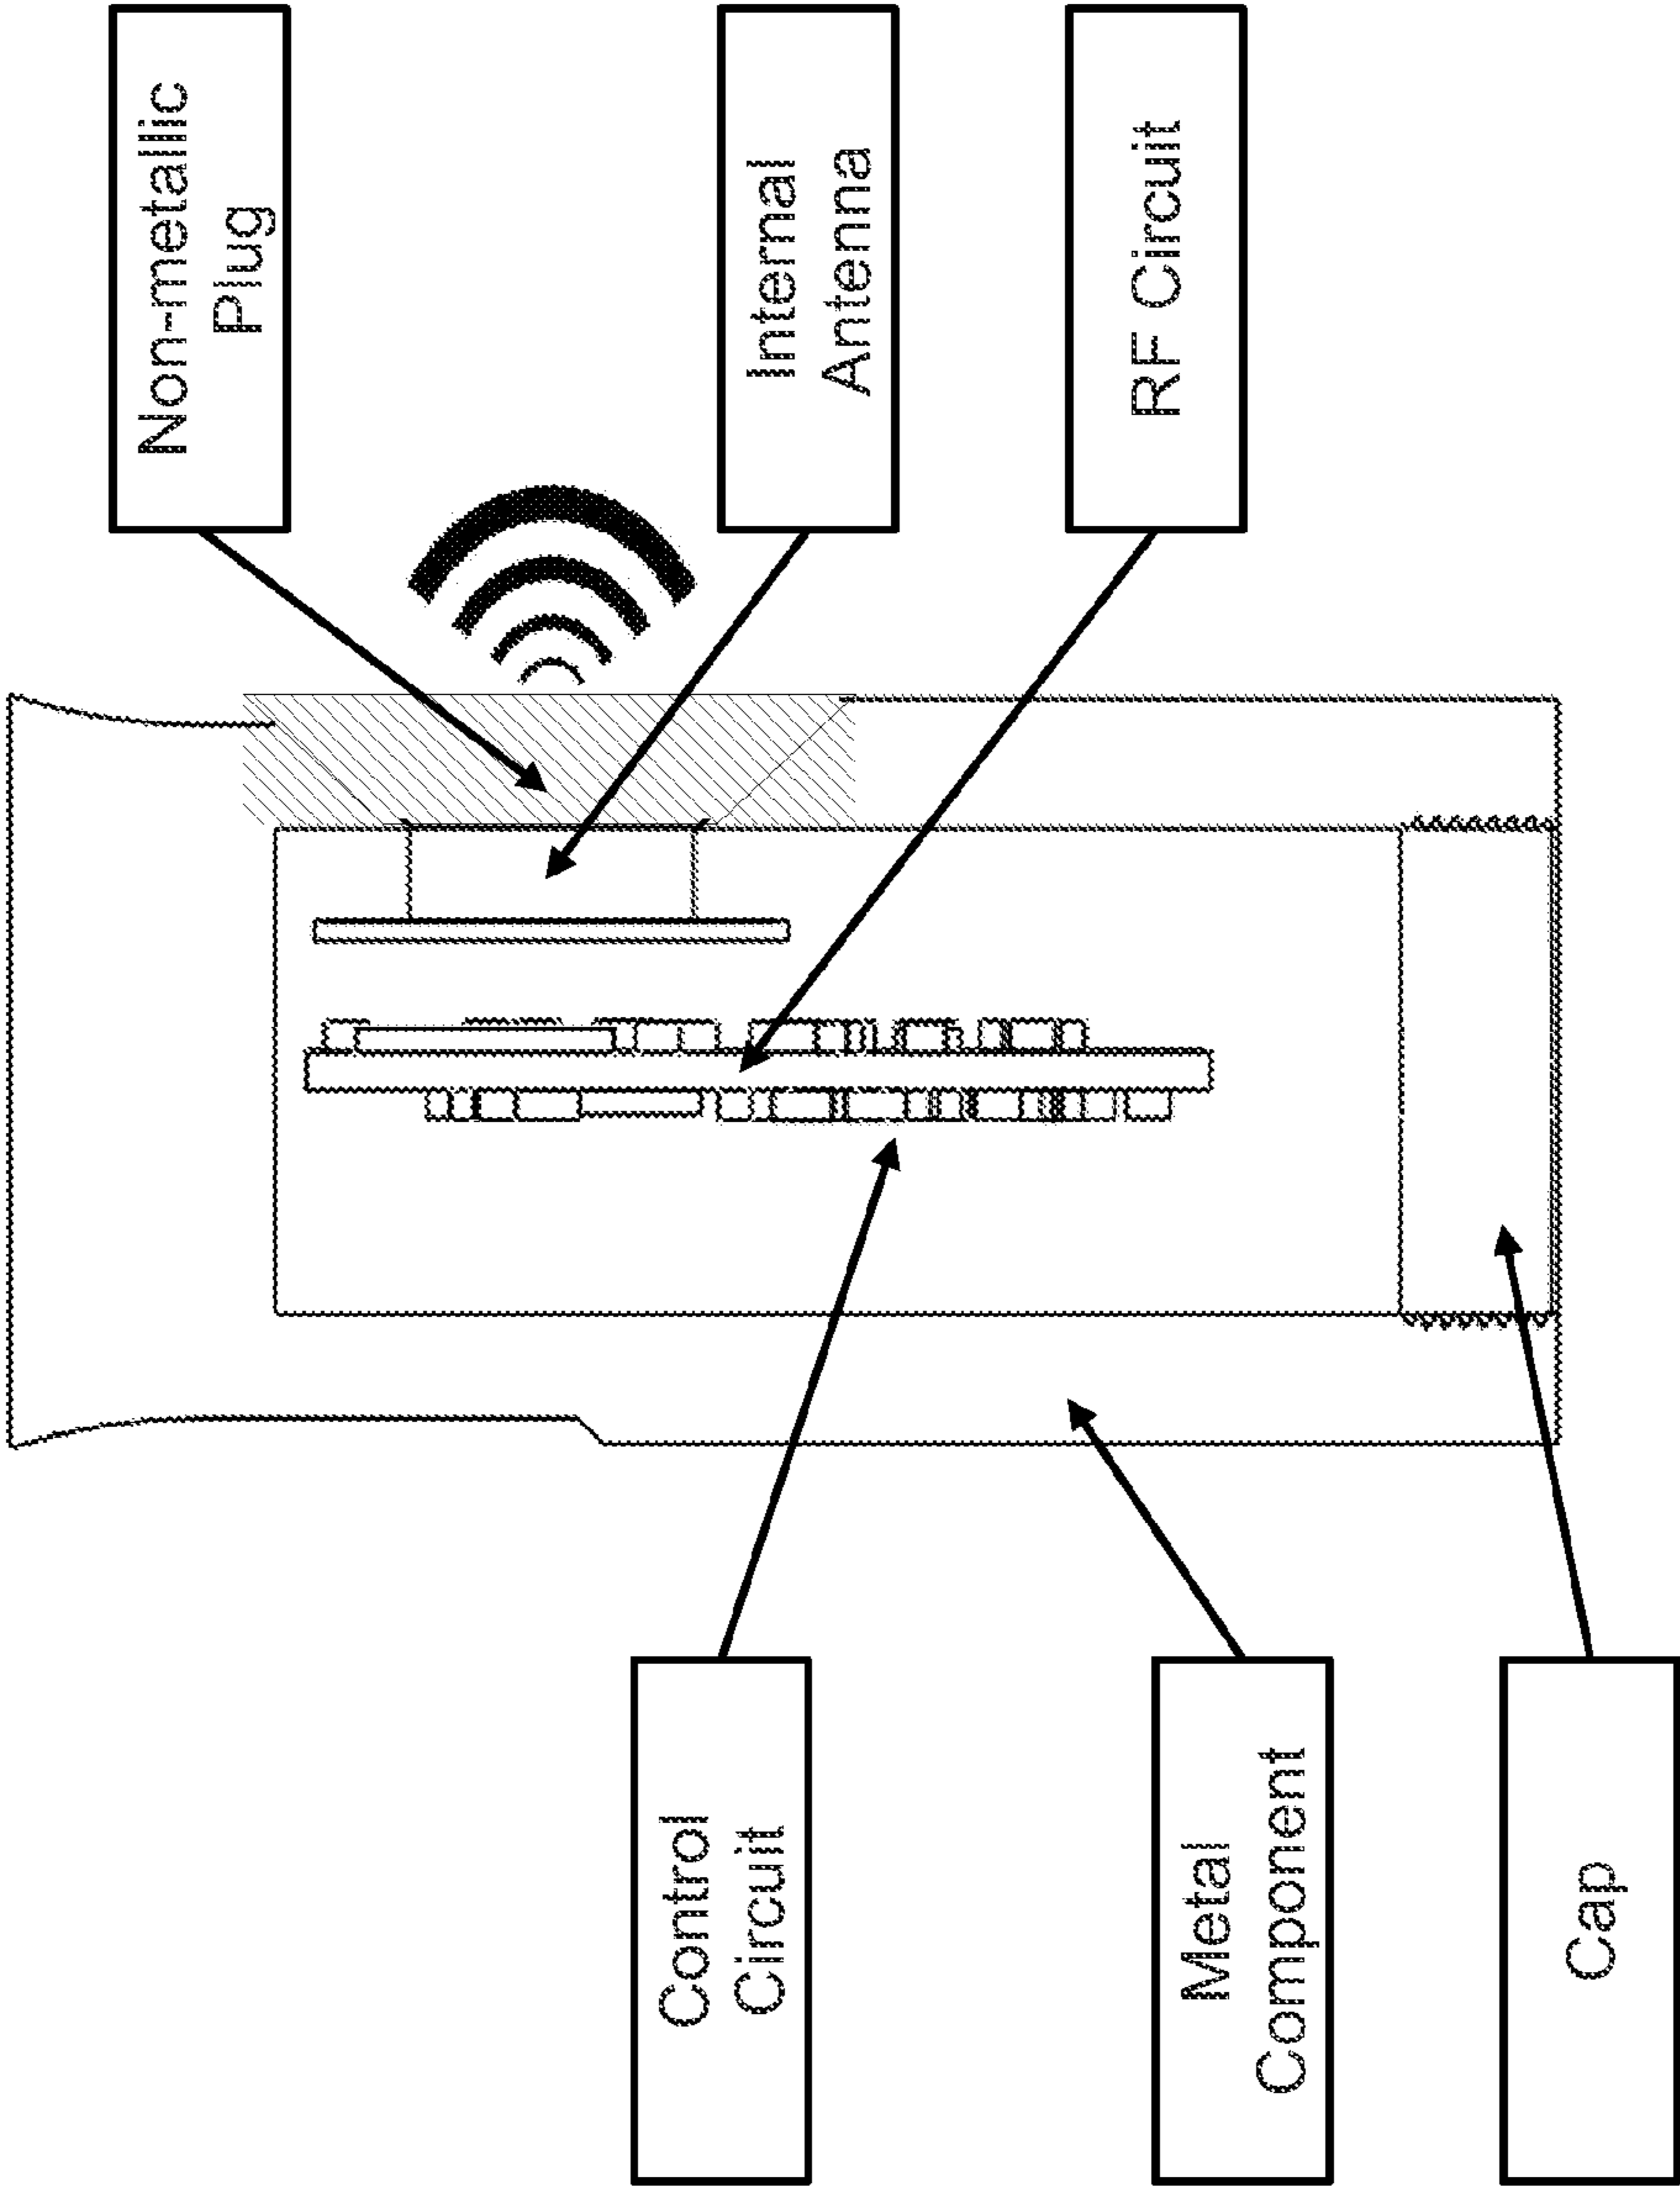 Non-metallic
Plug
Internal
Antenna
RF Circuit
Control
Circuit
Metal
Component
Cap